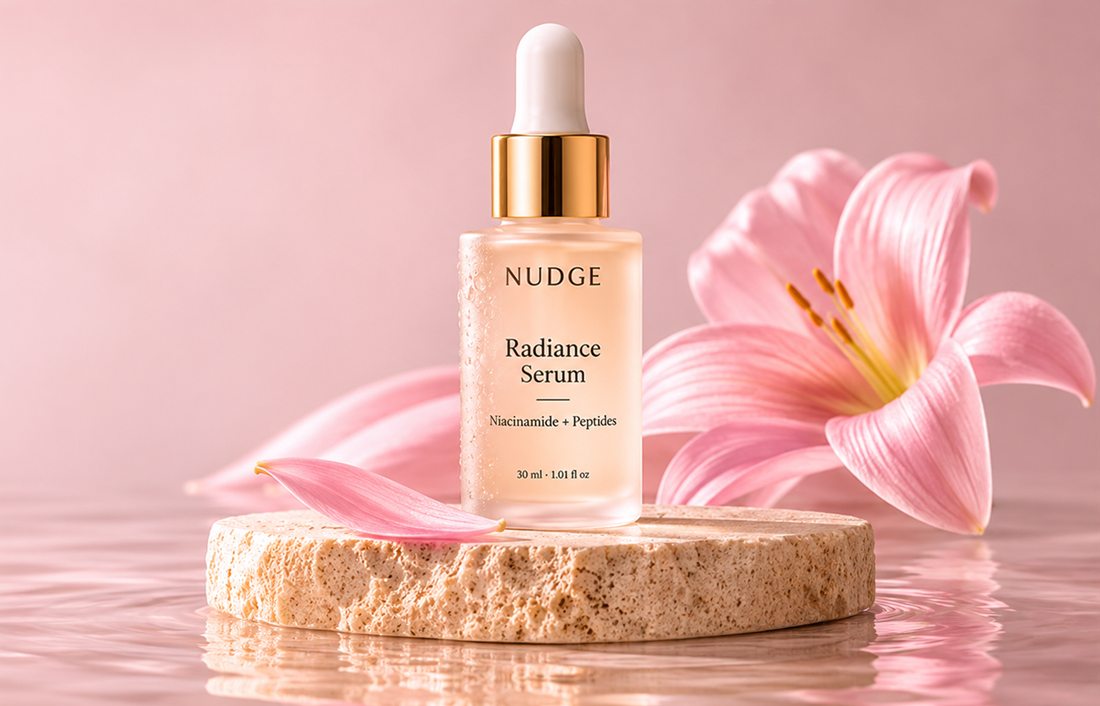 NUDGE
Radiance
Serum
Niacinamide + Peptides
30 ml · 1.01 fl oz